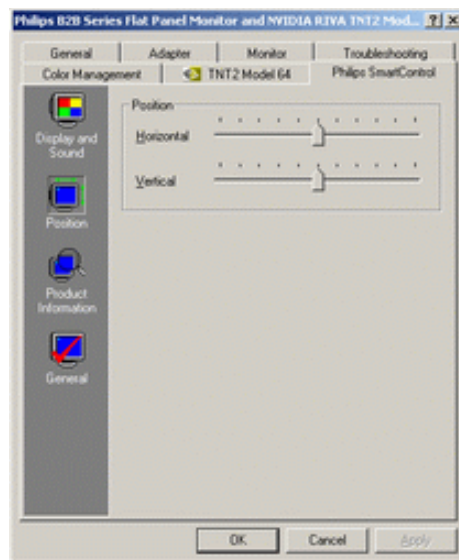 Philips B2B Series Flat Panel Monitor and NVIDIA RIVA TNT2 Mod...
General Adapter Monitor Troubleshooting
Color Management TNT2 Model 64 Philips SmartControl
Display and
Sound
Position
Product
Information
General
Position
Horizontal
Vertical
OK Cancel Apply